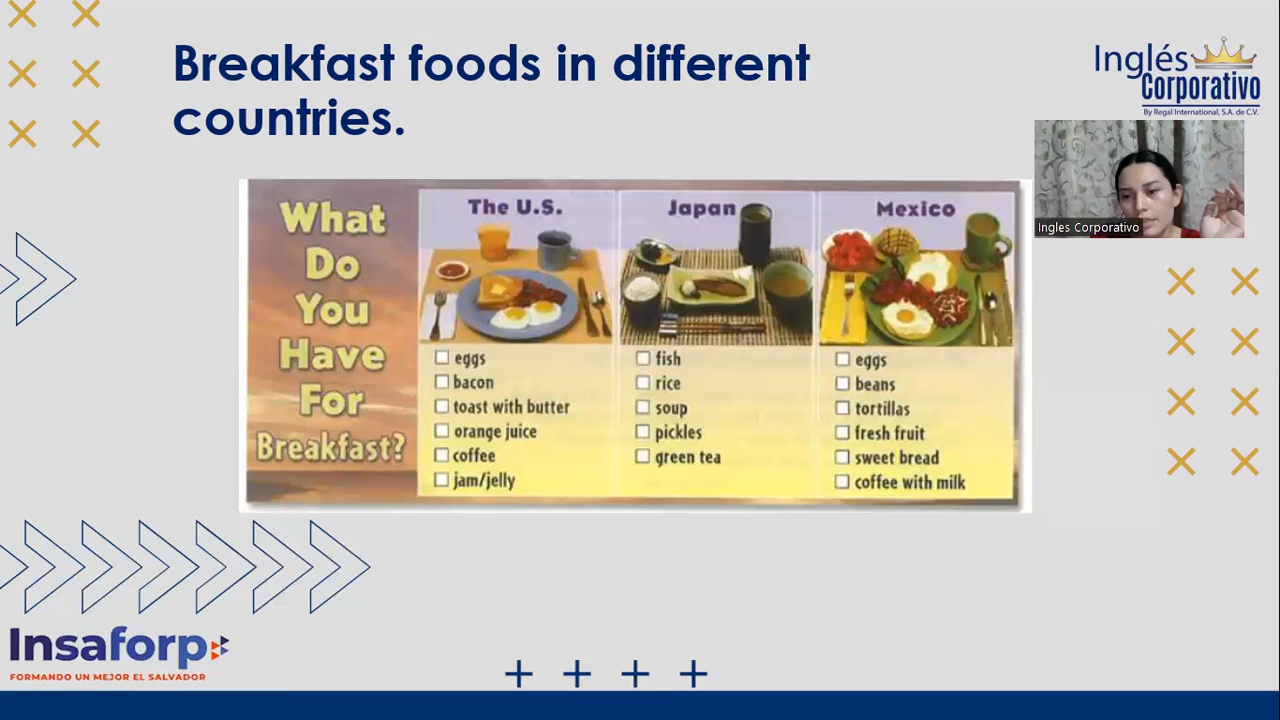 Breakfast foods in different
countries.
Inglés
Corporativo
By Regal International, S.A. de C.V.
Ingles Corporativo
What
Do
You
Have
For
Breakfast?
The U.S.
eggs
bacon
toast with butter
orange juice
coffee
jam/jelly
Japan
fish
rice
soup
pickles
green tea
Mexico
eggs
beans
tortillas
fresh fruit
sweet bread
coffee with milk
Insaforp
FORMANDO UN MEJOR EL SALVADOR